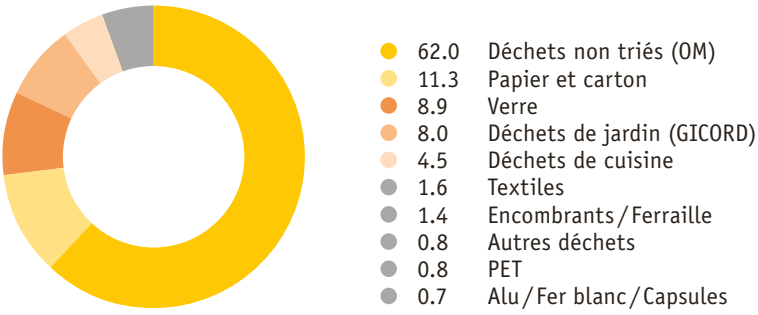 62.0 Déchets non triés (OM)
11.3 Papier et carton
8.9 Verre
8.0 Déchets de jardin (GICORD)
4.5 Déchets de cuisine
1.6 Textiles
1.4 Encombrants/Ferraille
0.8 Autres déchets
0.8 PET
0.7 Alu/Fer blanc/Capsules